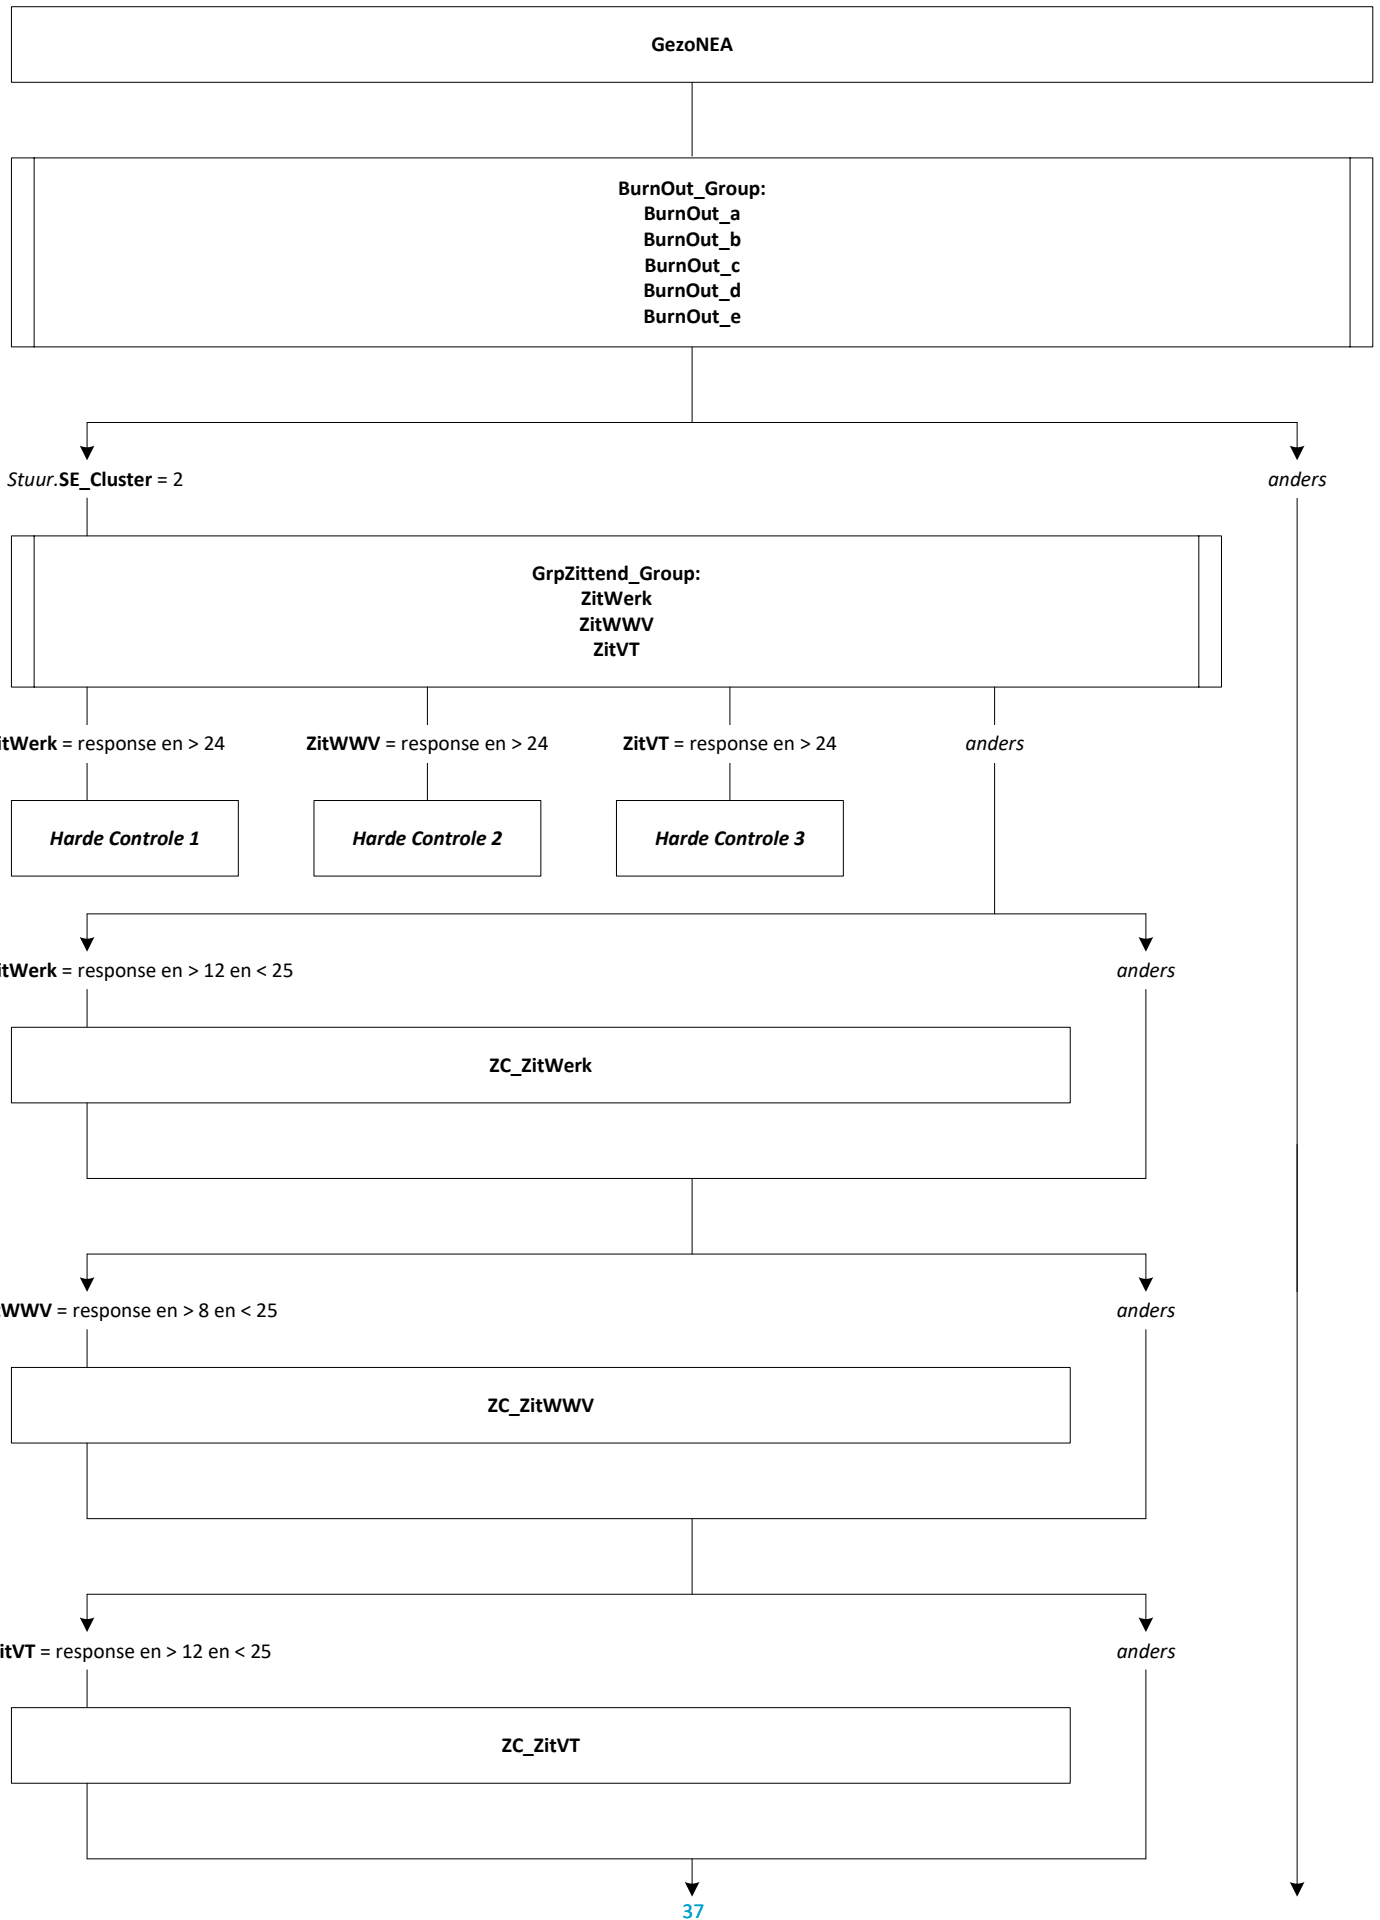 GezoNEA
BurnOut_Group:
BurnOut_a
BurnOut_b
BurnOut_c
BurnOut_d
BurnOut_e
Stuur.SE_Cluster = 2
anders
GrpZittend_Group:
ZitWerk
ZitWWV
ZitVT
itWerk = response en > 24
ZitWWV = response en > 24
ZitVT = response en > 24
anders
Harde Controle 1
Harde Controle 2
Harde Controle 3
itWerk = response en > 12 en < 25
anders
ZC_ZitWerk
WWV = response en > 8 en < 25
anders
ZC_ZitWWV
itVT = response en > 12 en < 25
anders
ZC_ZitVT
37